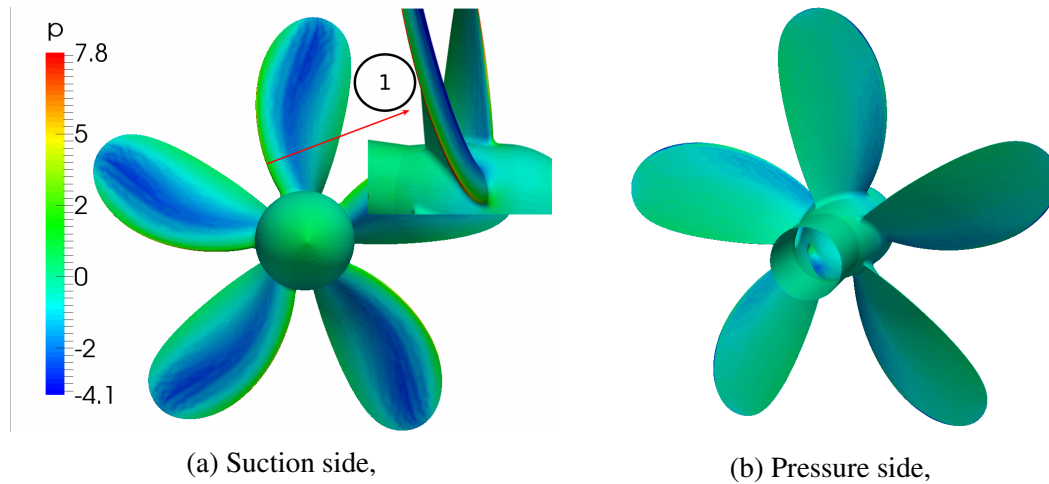 p
7.8
5
2
0
-2
-4.1
1
(a) Suction side,
(b) Pressure side,